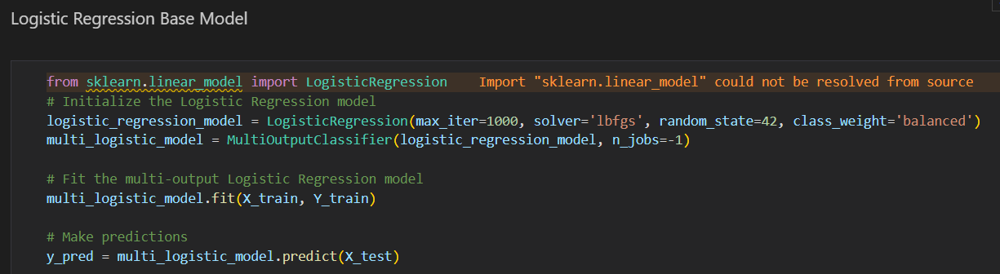 Logistic Regression Base Model
from sklearn.linear_model import LogisticRegression    Import "sklearn.linear_model" could not be resolved from source
# Initialize the Logistic Regression model
logistic_regression_model = LogisticRegression(max_iter=1000, solver='lbfgs', random_state=42, class_weight='balanced')
multi_logistic_model = MultiOutputClassifier(logistic_regression_model, n_jobs=-1)
# Fit the multi-output Logistic Regression model
multi_logistic_model.fit(X_train, Y_train)
# Make predictions
y_pred = multi_logistic_model.predict(X_test)